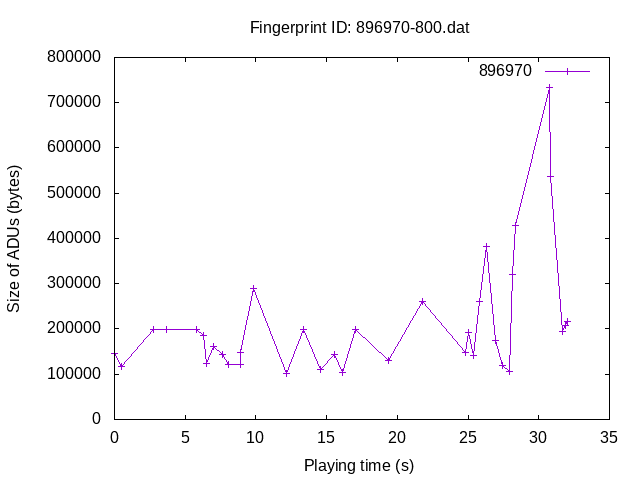 Fingerprint ID: 896970-800.dat
896970
800000
700000
600000
500000
400000
300000
200000
100000
0
Size of ADUs (bytes)
0 5 10 15 20 25 30 35
Playing time (s)